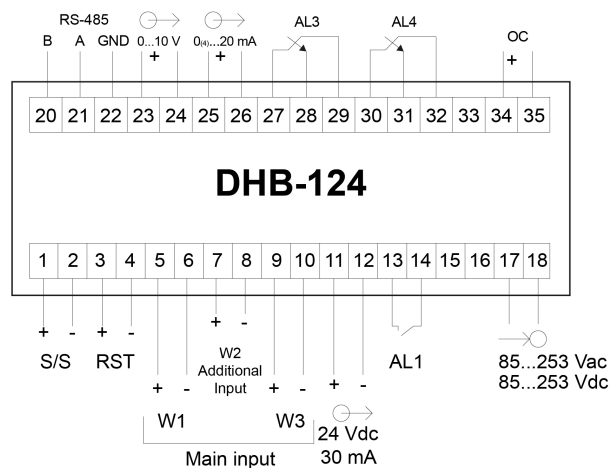 RS-485
B A GND 0...10 V 0(4)...20 mA AL3 AL4 OC
+ + +
20 21 22 23 24 25 26 27 28 29 30 31 32 33 34 35
DHB-124
1 2 3 4 5 6 7 8 9 10 11 12 13 14 15 16 17 18
+ - + - + -
S/S RST W2 AL1 85...253 Vac
Additional 85...253 Vdc
Input
+ - + - + -
W1 W3 24 Vdc
30 mA
Main input